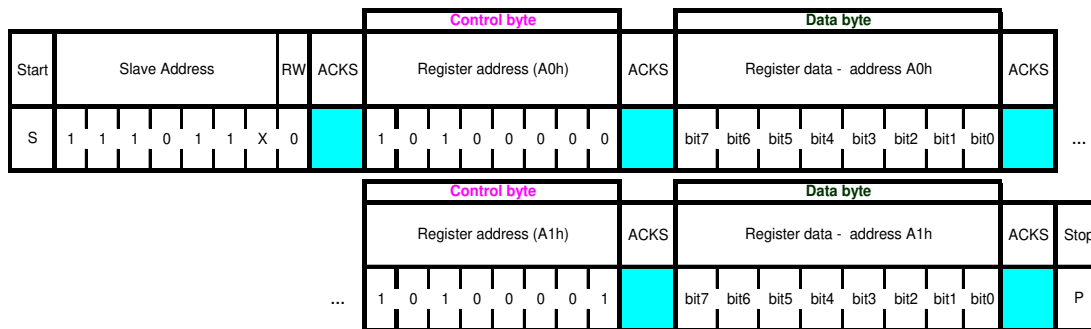 Control byte Data byte
Start Slave Address RW ACKS Register address (A0h) ACKS Register data - address A0h ACKS
S 1 1 1 0 1 1 X 0 1 0 1 0 0 0 0 0 bit7 bit6 bit5 bit4 bit3 bit2 bit1 bit0 ...
Control byte Data byte
Register address (A1h) ACKS Register data - address A1h ACKS Stop
... 1 0 1 0 0 0 0 1 bit7 bit6 bit5 bit4 bit3 bit2 bit1 bit0 P